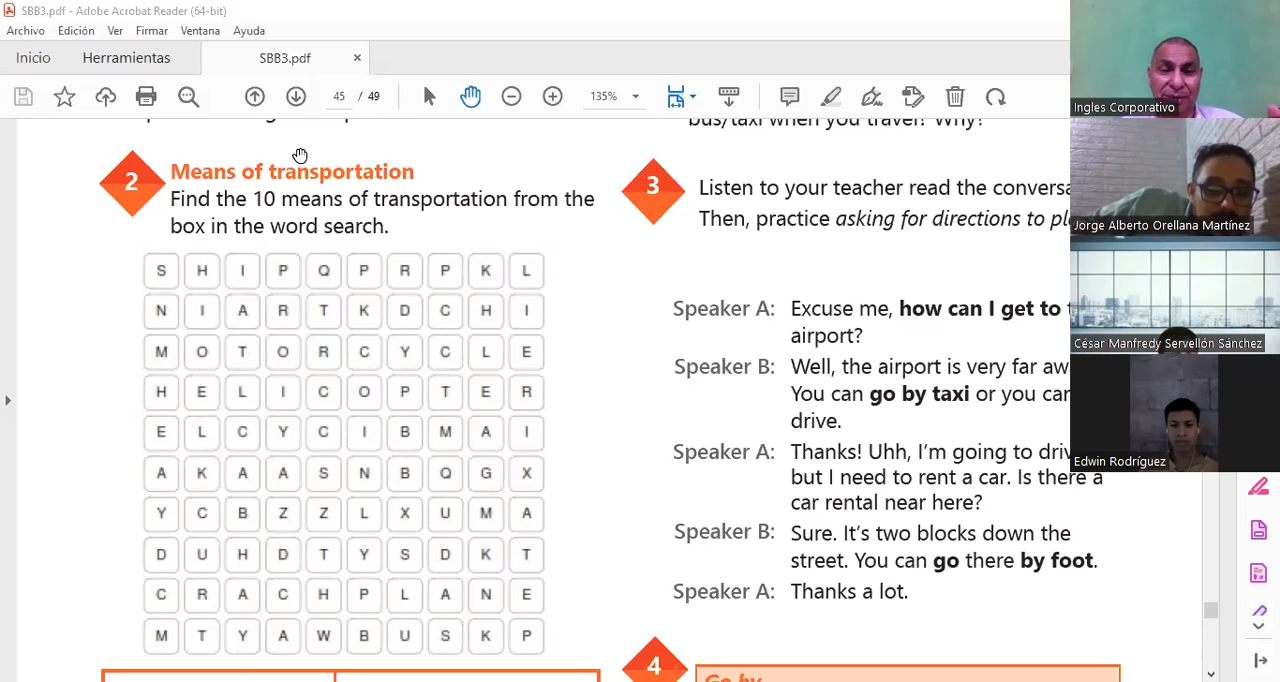 SBB3.pdf - Adobe Acrobat Reader (64-bit)
Archivo Edición Ver Firmar Ventana Ayuda
Inicio Herramientas SBB3.pdf ×
45 / 49 135%
bus/taxi when you travel? Why?
2 Means of transportation
Find the 10 means of transportation from the
box in the word search.
S H I P Q P R P K L
N I A R T K D C H I
M O T O R C Y C L E
H E L I C O P T E R
E L C Y C I B M A I
A K A A S N B Q G X
Y C B Z Z L X U M A
D U H D T Y S D K T
C R A C H P L A N E
M T Y A W B U S K P
3 Listen to your teacher read the conversa
Then, practice asking for directions to pl
Speaker A: Excuse me, how can I get to t
airport?
Speaker B: Well, the airport is very far aw
You can go by taxi or you can
drive.
Speaker A: Thanks! Uhh, I'm going to driv
but I need to rent a car. Is there a
car rental near here?
Speaker B: Sure. It's two blocks down the
street. You can go there by foot.
Speaker A: Thanks a lot.
4 Go by
Ingles Corporativo
Jorge Alberto Orellana Martínez
César Manfredy Servellón Sánchez
Edwin Rodríguez